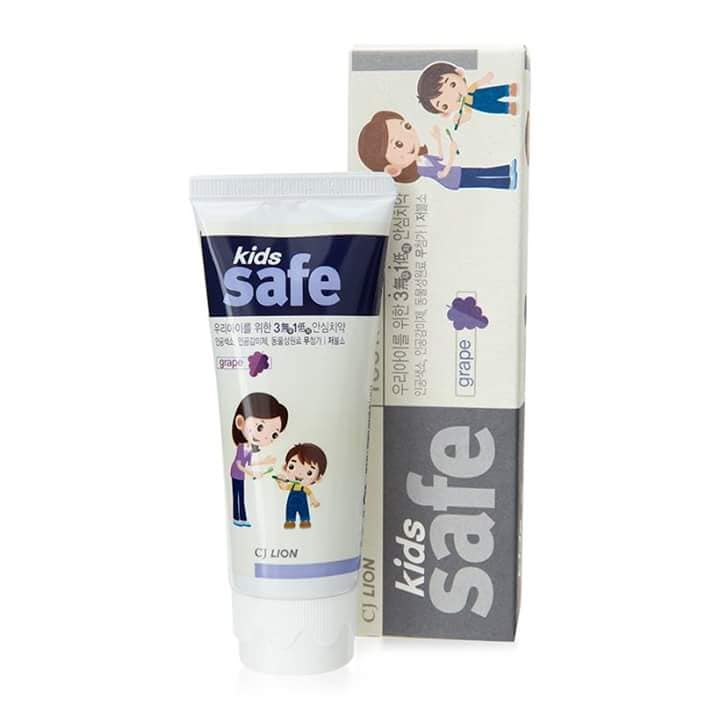 kids
safe
우리아이를 위한 3無와1低의 안심치약
인공색소, 인공감미제, 동물성원료 무첨가 | 저불소
grape
CJ LION
우리아이를 위한 3無와1低의 안심치약
인공색소, 인공감미제, 동물성원료 무첨가 | 저불소
grape
kids
safe
CJ LION